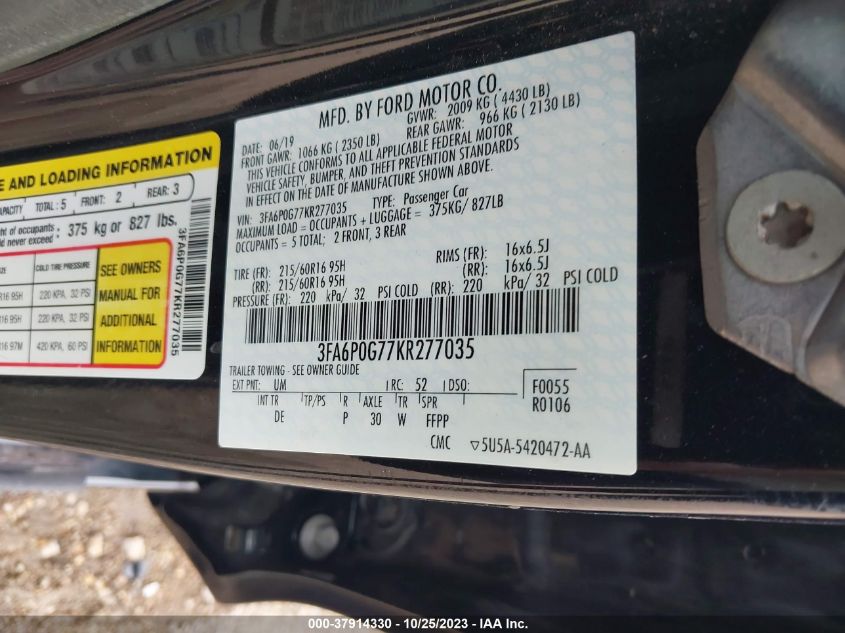 E AND LOADING INFORMATION
APACITY TOTAL: 5 FRONT: 2 REAR: 3
ht of occupants: 375 kg or 827 lbs.
uld never exceed:
SIZE COLD TIRE PRESSURE SEE OWNERS MANUAL FOR ADDITIONAL INFORMATION
R16 95H 220 KPA, 32 PSI
R16 95H 220 KPA, 32 PSI
R16 97M 420 KPA, 60 PSI
3FA6P0G77KR277035
MFD. BY FORD MOTOR CO.
DATE: 06/19 GVWR: 2009 KG ( 4430 LB)
FRONT GAWR: 1066 KG ( 2350 LB) REAR GAWR: 966 KG ( 2130 LB)
THIS VEHICLE CONFORMS TO ALL APPLICABLE FEDERAL MOTOR
VEHICLE SAFETY, BUMPER, AND THEFT PREVENTION STANDARDS
IN EFFECT ON THE DATE OF MANUFACTURE SHOWN ABOVE.
VIN: 3FA6P0G77KR277035 TYPE: Passenger Car
MAXIMUM LOAD = OCCUPANTS + LUGGAGE = 375KG/ 827LB
OCCUPANTS = 5 TOTAL; 2 FRONT, 3 REAR
TIRE (FR): 215/60R16 95H RIMS (FR): 16x6.5J
(RR): 215/60R16 95H (RR): 16x6.5J
PRESSURE (FR): 220 kPa/ 32 PSI COLD (RR): 220 kPa/ 32 PSI COLD
3FA6P0G77KR277035
TRAILER TOWING - SEE OWNER GUIDE
EXT PNT: UM RC: 52 DSO: F0055
INT TR TP/PS R AXLE TR SPR R0106
DE P 30 W FFPP
CMC ▽5U5A-5420472-AA
000-37914330 - 10/25/2023 - IAA Inc.